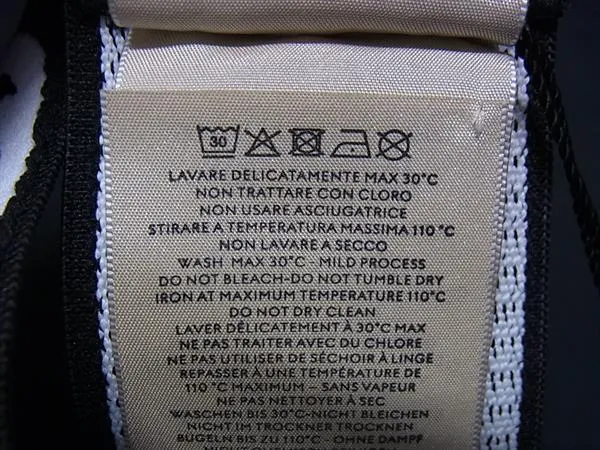 30
LAVARE DELICATAMENTE MAX 30°C
NON TRATTARE CON CLORO
NON USARE ASCIUGATRICE
STIRARE A TEMPERATURA MASSIMA 110°C
NON LAVARE A SECCO
WASH MAX 30°C - MILD PROCESS
DO NOT BLEACH-DO NOT TUMBLE DRY
IRON AT MAXIMUM TEMPERATURE 110°C
DO NOT DRY CLEAN
LAVER DÉLICATEMENT À 30°C MAX
NE PAS TRAITER AVEC DU CHLORE
NE PAS UTILISER DE SÉCHOIR À LINGE
REPASSER À UNE TEMPÉRATURE DE
110 °C MAXIMUM – SANS VAPEUR
NE PAS NETTOYER À SEC
WASCHEN BIS 30°C-NICHT BLEICHEN
NICHT IM TROCKNER TROCKNEN
BÜGELN BIS ZU 110°C - OHNE DAMPF